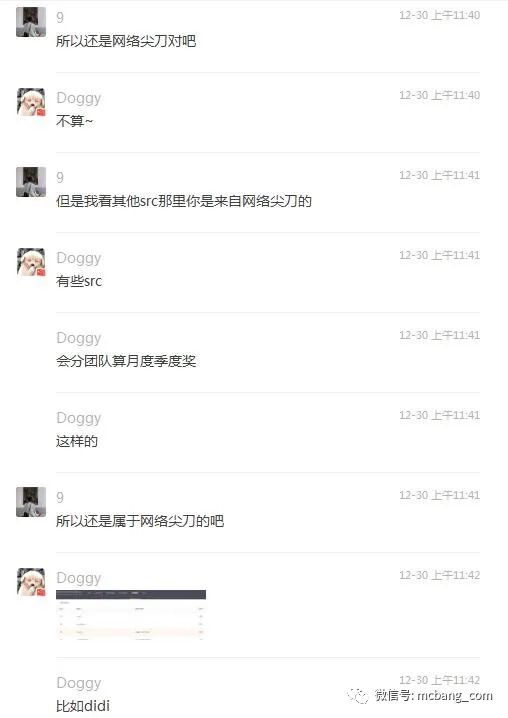 9
12-30 上午11:40
所以还是网络尖刀对吧
Doggy
12-30 上午11:40
不算~
9
12-30 上午11:41
但是我看其他src那里你是来自网络尖刀的
Doggy
12-30 上午11:41
有些src
Doggy
12-30 上午11:41
会分团队算月度季度奖
Doggy
12-30 上午11:41
这样的
9
12-30 上午11:41
所以还是属于网络尖刀的吧
Doggy
12-30 上午11:42
Doggy
12-30 上午11:42
比如didi
微信号: mcbang_com